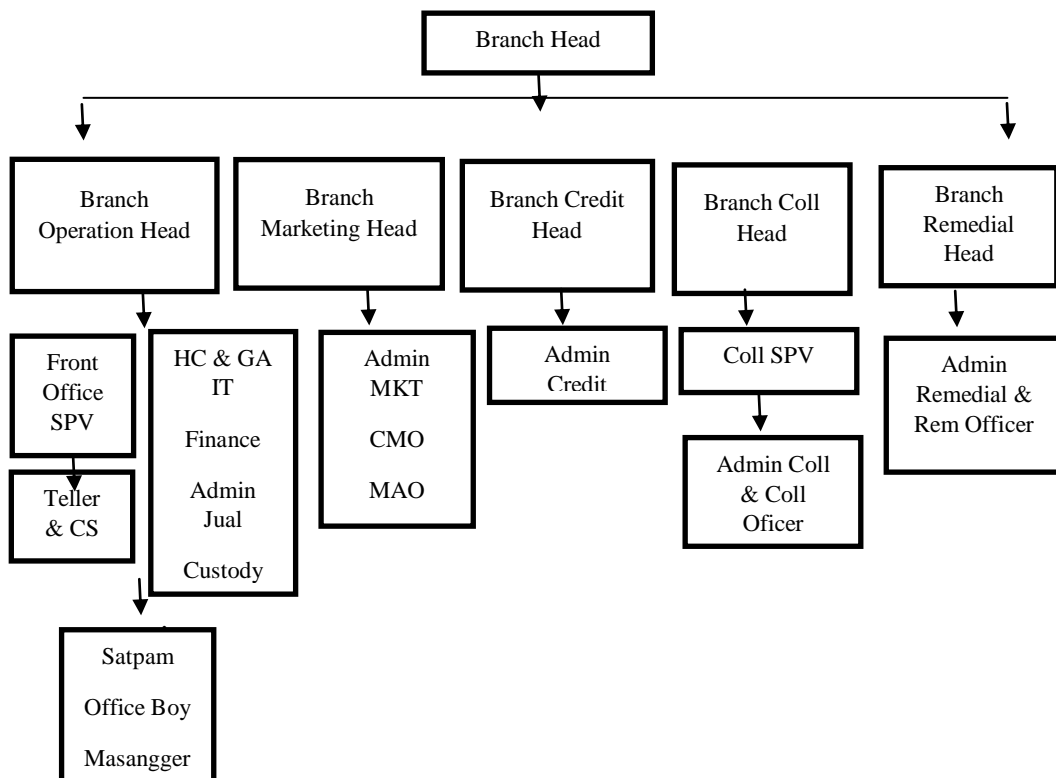 Branch Head
Branch
Operation Head
Branch
Marketing Head
Branch Credit
Head
Branch Coll
Head
Branch
Remedial
Head
Front
Office
SPV
HC & GA
IT
Finance
Admin
Jual
Custody
Admin
MKT
CMO
MAO
Admin
Credit
Coll SPV
Admin
Remedial &
Rem Officer
Teller
& CS
Admin Coll
& Coll
Oficer
Satpam
Office Boy
Masangger